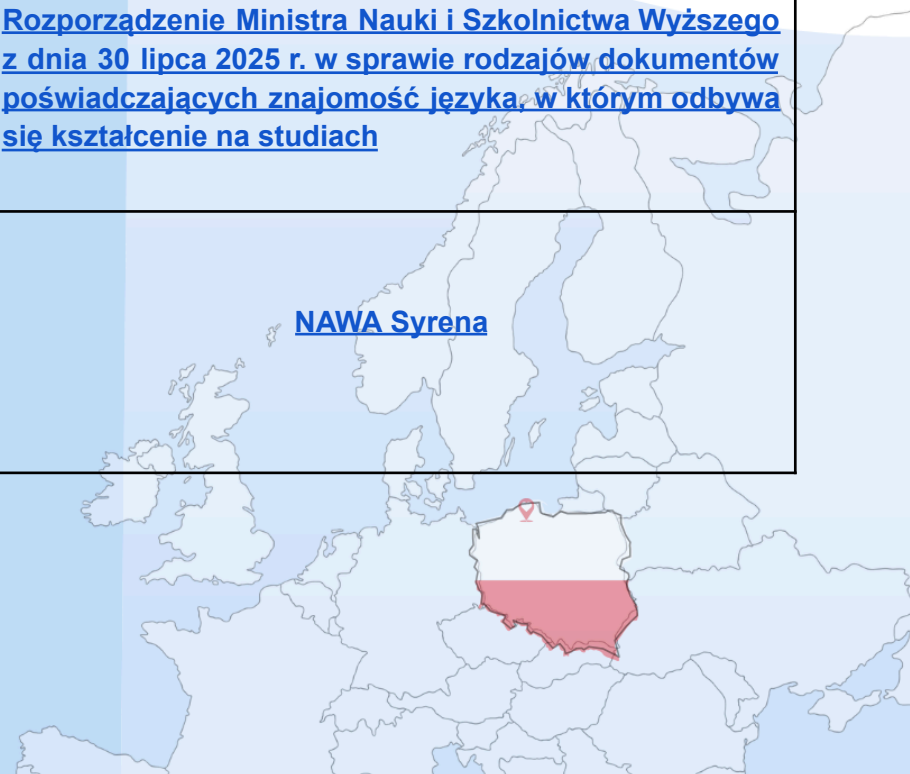 Rozporządzenie Ministra Nauki i Szkolnictwa Wyższego
z dnia 30 lipca 2025 r. w sprawie rodzajów dokumentów
poświadczających znajomość języka, w którym odbywa
się kształcenie na studiach
NAWA Syrena